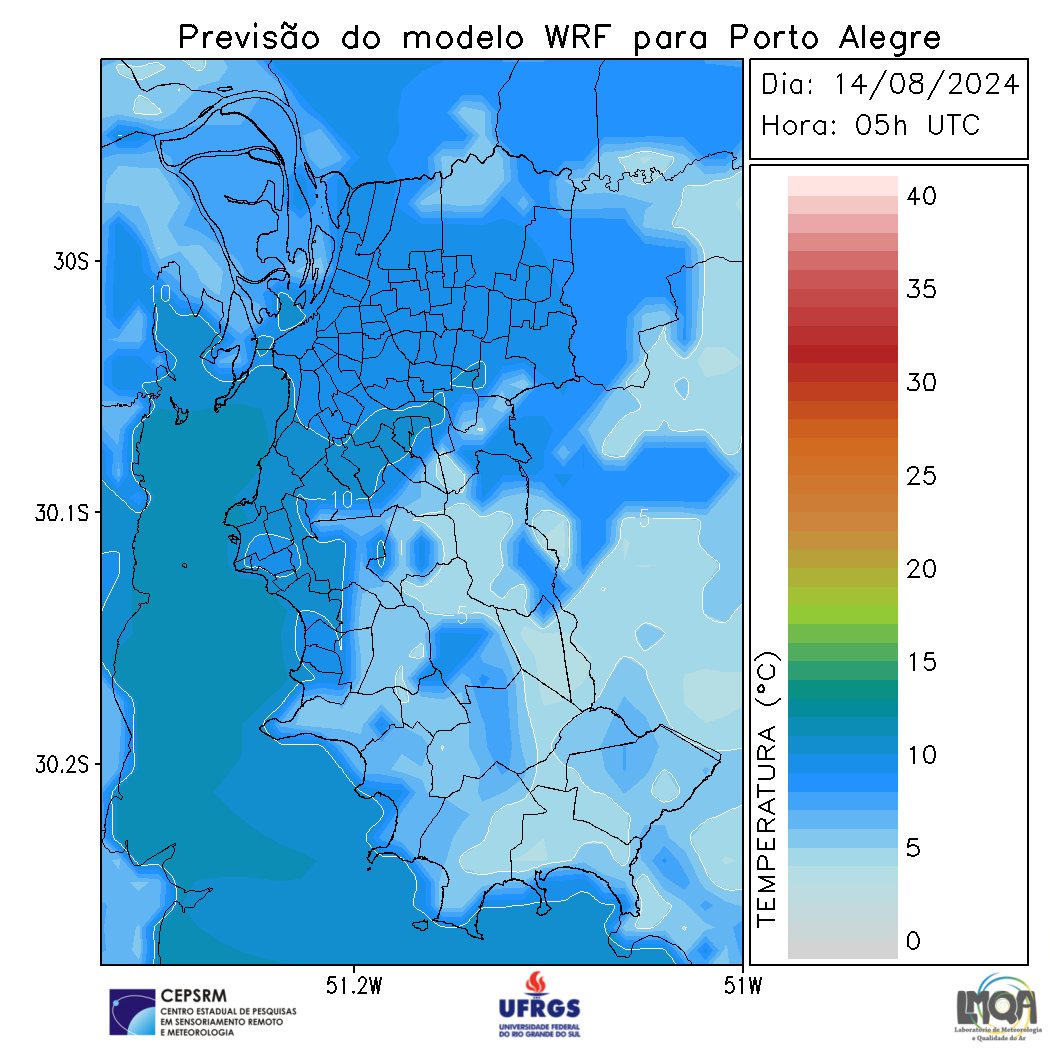 Previsão do modelo WRF para Porto Alegre
Dia: 14/08/2024
Hora: 05h UTC
40
35
30
25
20
15
10
5
0
TEMPERATURA (°C)
30S
30.1S
30.2S
51.2W
51W
10
10
5
5
CEPSRM
CENTRO ESTADUAL DE PESQUISAS
EM SENSORIAMENTO REMOTO
E METEOROLOGIA
UFRGS
UNIVERSIDADE FEDERAL
DO RIO GRANDE DO SUL
LMQA
Laboratório de Meteorologia
e Qualidade do Ar